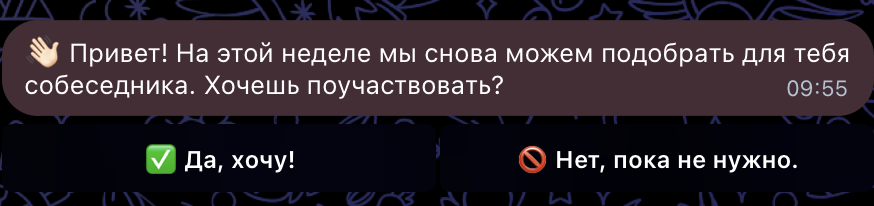 👋🏻 Привет! На этой неделе мы снова можем подобрать для тебя
собеседника. Хочешь поучаствовать?
09:55
✅ Да, хочу!
🚫 Нет, пока не нужно.